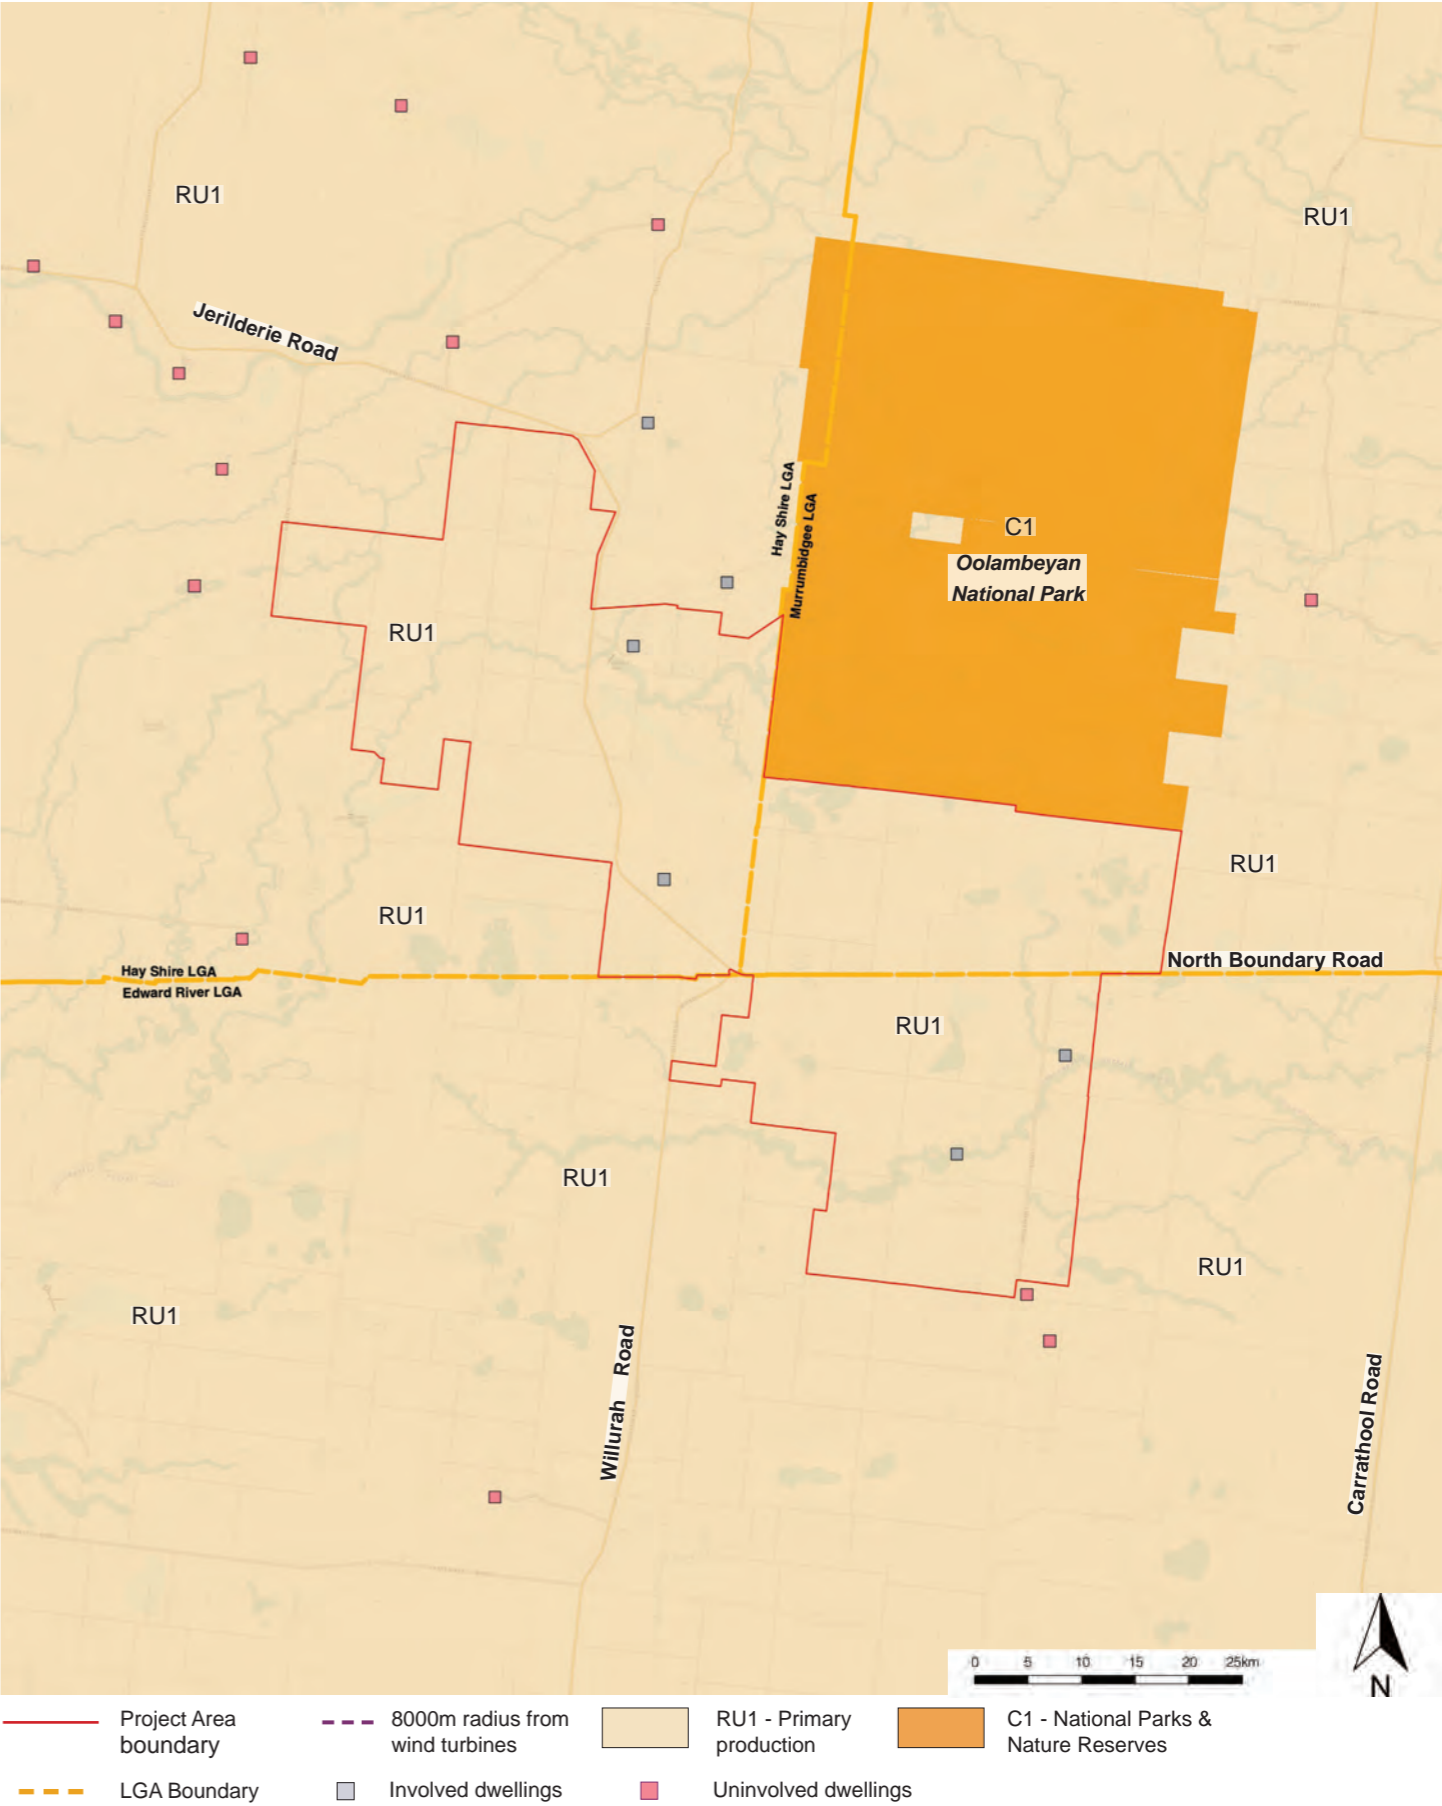 RU1
RU1
Jerilderie Road
Hay Shire LGA
Murrumbidgee LGA
C1
Oolambeyan
National Park
RU1
RU1
RU1
North Boundary Road
Hay Shire LGA
Edward River LGA
RU1
RU1
RU1
RU1
Willurah Road
Carrathool Road
0 5 10 15 20 25km
N
Project Area
boundary
8000m radius from
wind turbines
RU1 - Primary
production
C1 - National Parks &
Nature Reserves
LGA Boundary
Involved dwellings
Uninvolved dwellings